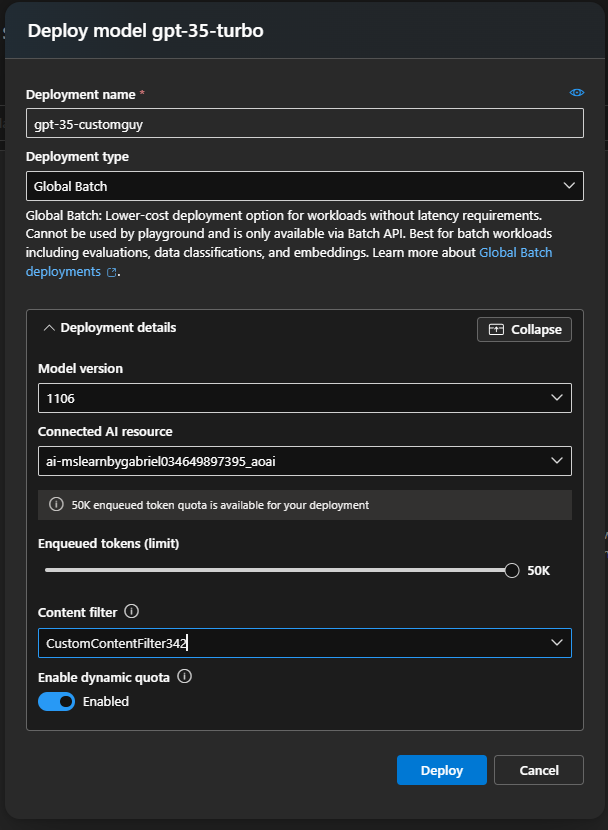 Deploy model gpt-35-turbo
Deployment name *
gpt-35-customguy
Deployment type
Global Batch
Global Batch: Lower-cost deployment option for workloads without latency requirements.
Cannot be used by playground and is only available via Batch API. Best for batch workloads
including evaluations, data classifications, and embeddings. Learn more about Global Batch
deployments.
Deployment details
Collapse
Model version
1106
Connected AI resource
ai-mslearnbygabriel034649897395_aoai
50K enqueued token quota is available for your deployment
Enqueued tokens (limit)
50K
Content filter
CustomContentFilter342
Enable dynamic quota
Enabled
Deploy
Cancel